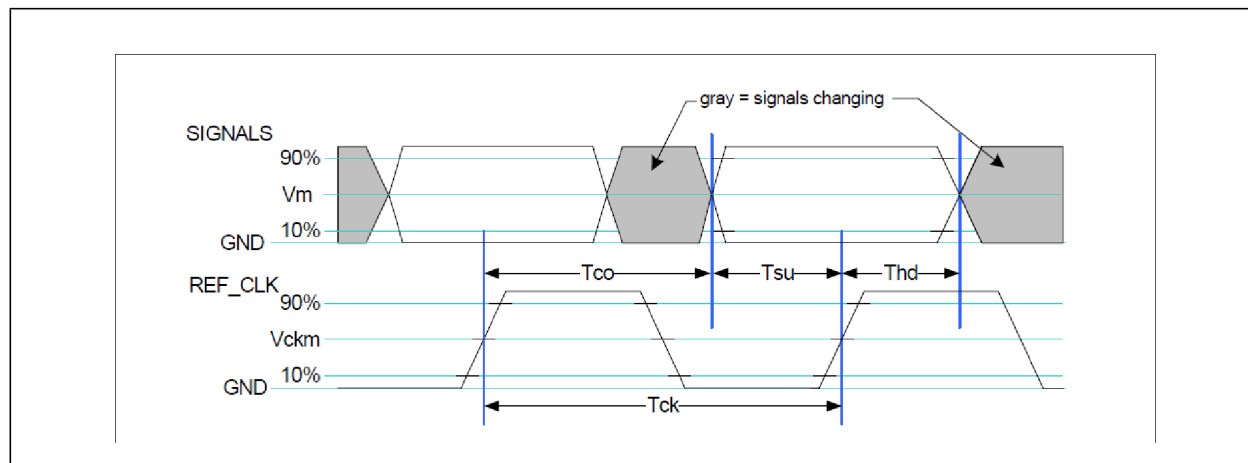 gray = signals changing
SIGNALS
90%
Vm
10%
GND
Tco
Tsu
Thd
REF_CLK
90%
Vckm
10%
GND
Tck